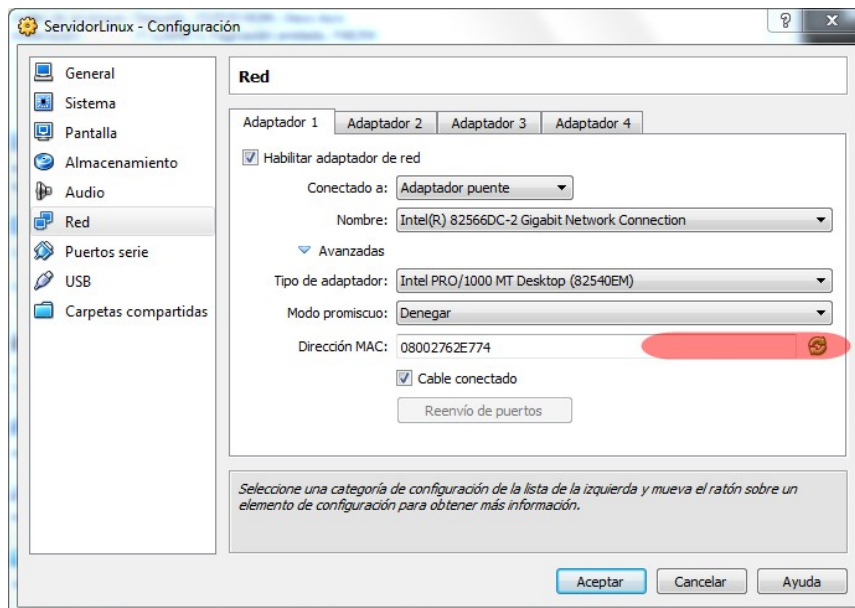 ServidorLinux - Configuración
General
Sistema
Pantalla
Almacenamiento
Audio
Red
Puertos serie
USB
Carpetas compartidas
Red
Adaptador 1 Adaptador 2 Adaptador 3 Adaptador 4
Habilitar adaptador de red
Conectado a: Adaptador puente
Nombre: Intel(R) 82566DC-2 Gigabit Network Connection
Avanzadas
Tipo de adaptador: Intel PRO/1000 MT Desktop (82540EM)
Modo promiscuo: Denegar
Dirección MAC: 08002762E774
Cable conectado
Reenvío de puertos
Seleccione una categoría de configuración de la lista de la izquierda y mueva el ratón sobre un
elemento de configuración para obtener más información.
Aceptar Cancelar Ayuda